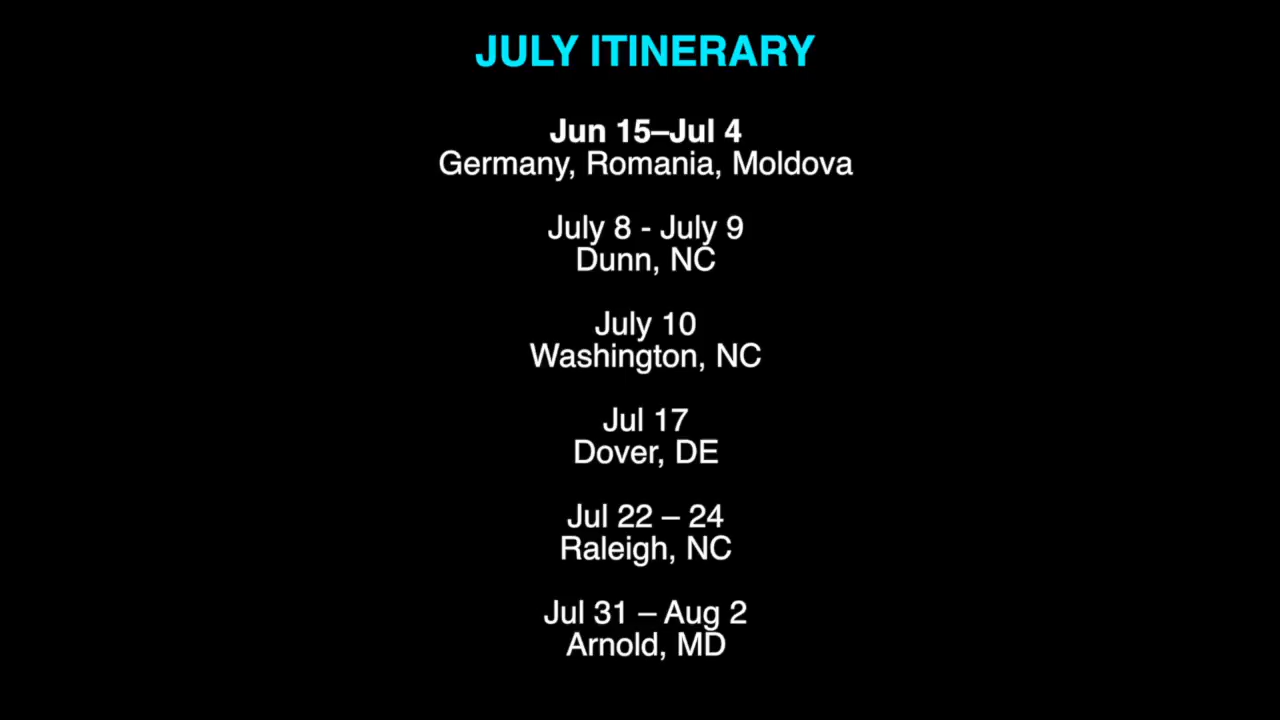 JULY ITINERARY
Jun 15–Jul 4
Germany, Romania, Moldova
July 8 - July 9
Dunn, NC
July 10
Washington, NC
Jul 17
Dover, DE
Jul 22 – 24
Raleigh, NC
Jul 31 – Aug 2
Arnold, MD